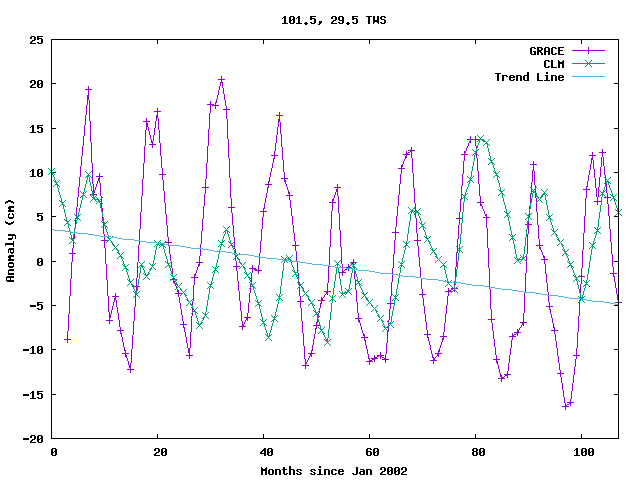 101.5, 29.5 TWS
GRACE
CLM
Trend Line
25
20
15
10
5
0
-5
-10
-15
-20
Anomaly (cm)
0 20 40 60 80 100
Months since Jan 2002